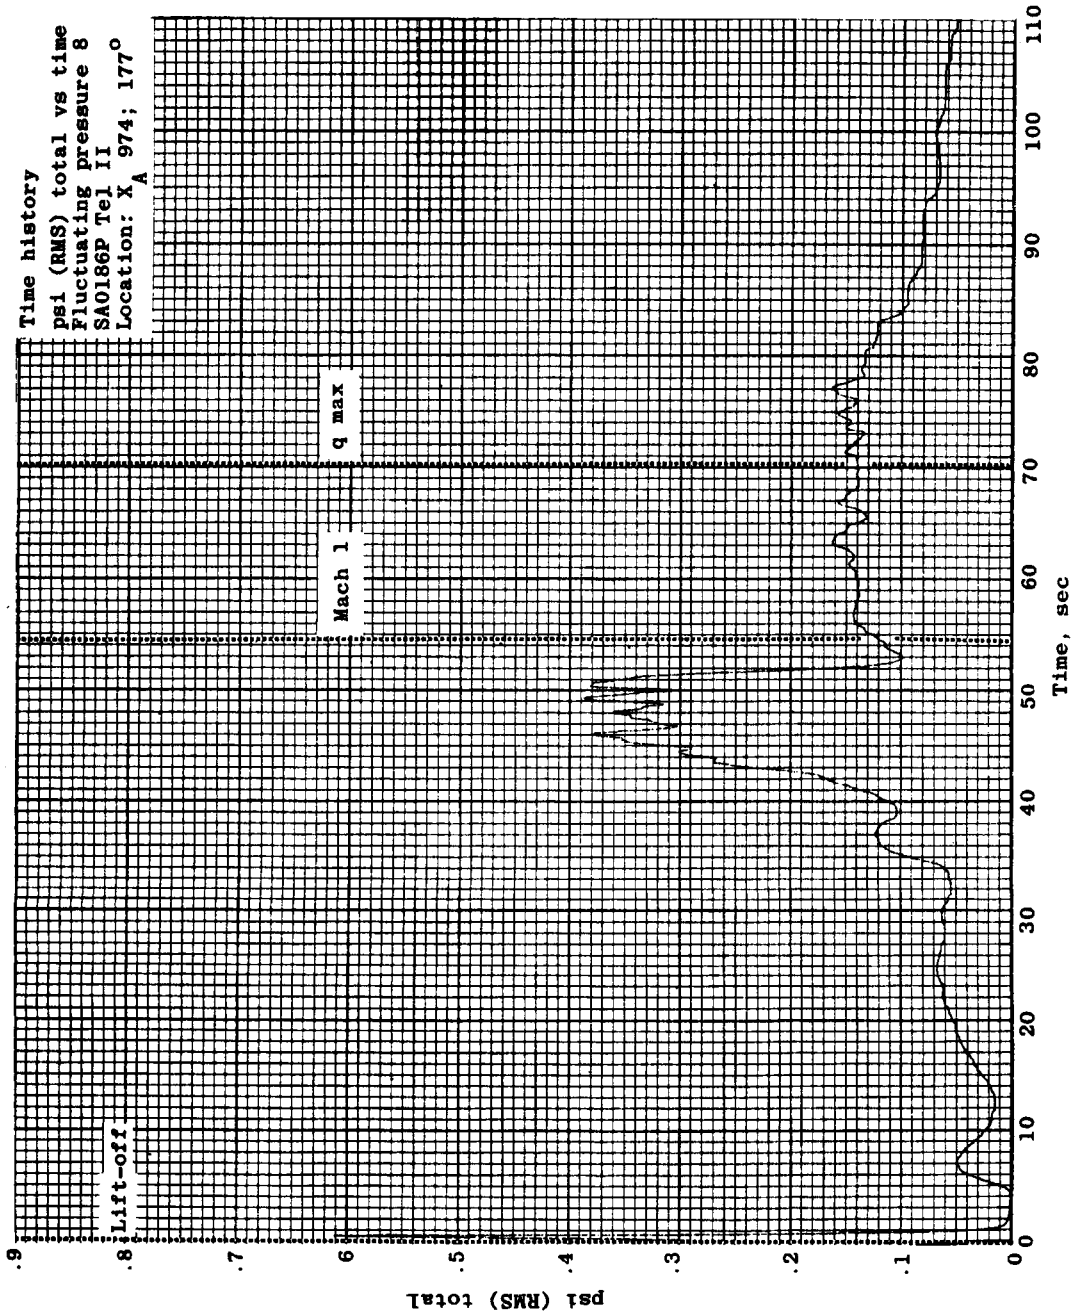 Time history
psi (RMS) total vs time
Fluctuating pressure 8
SA0186P Tel II
Location: X_A 974; 177°
Lift-off
Mach 1
q max
psi (RMS) total
.9
.8
.7
.6
.5
.4
.3
.2
.1
0
0 10 20 30 40 50 60 70 80 90 100 110
Time, sec